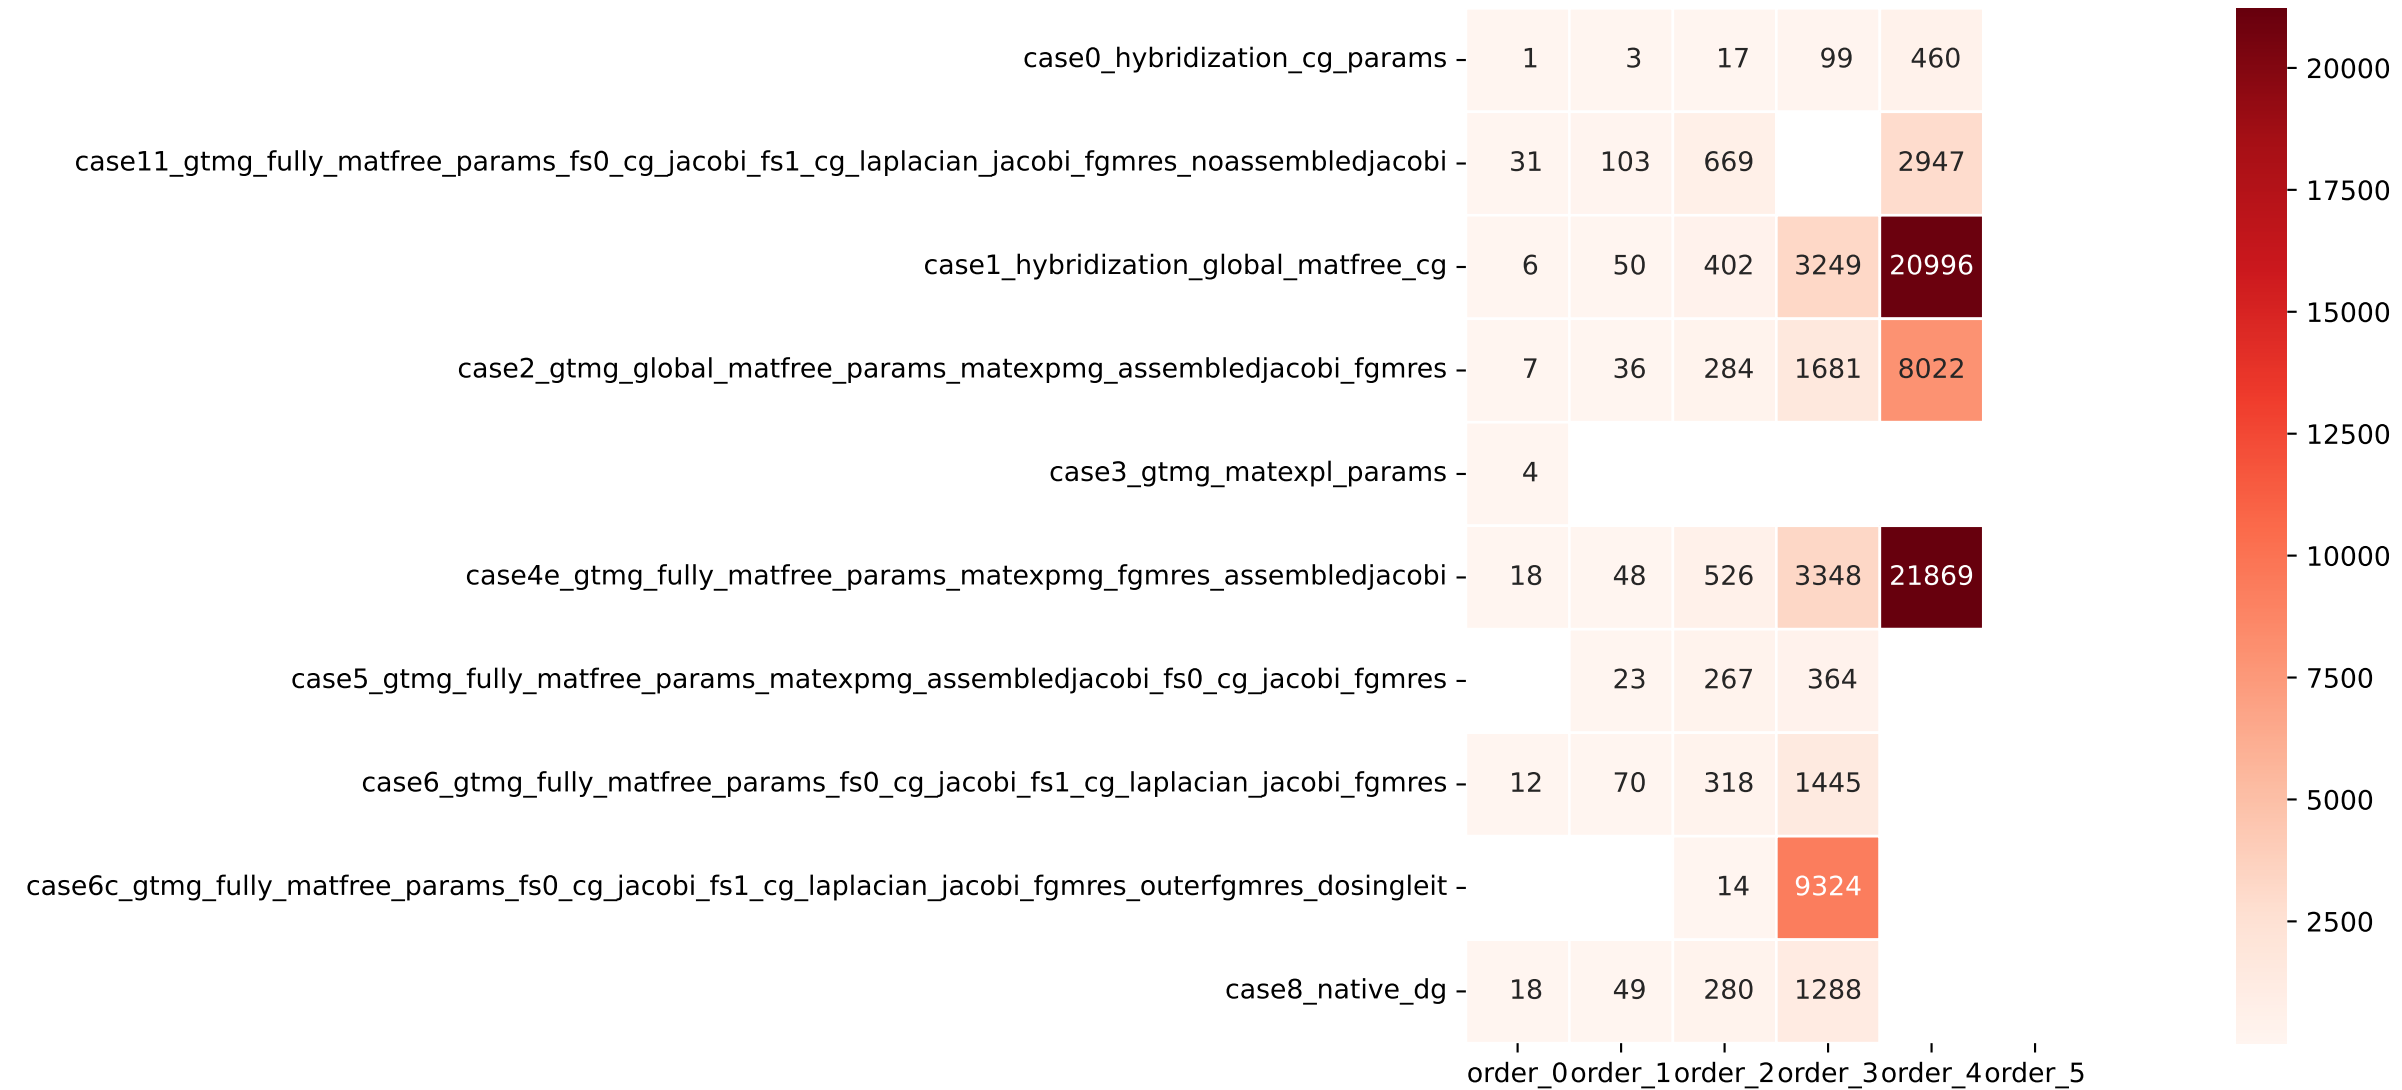 case0_hybridization_cg_params 1 3 17 99 460
case11_gtmg_fully_matfree_params_fs0_cg_jacobi_fs1_cg_laplacian_jacobi_fgmres_noassembledjacobi 31 103 669 2947
case1_hybridization_global_matfree_cg 6 50 402 3249 20996
case2_gtmg_global_matfree_params_matexpmg_assembledjacobi_fgmres 7 36 284 1681 8022
case3_gtmg_matexpl_params 4
case4e_gtmg_fully_matfree_params_matexpmg_fgmres_assembledjacobi 18 48 526 3348 21869
case5_gtmg_fully_matfree_params_matexpmg_assembledjacobi_fs0_cg_jacobi_fgmres 23 267 364
case6_gtmg_fully_matfree_params_fs0_cg_jacobi_fs1_cg_laplacian_jacobi_fgmres 12 70 318 1445
case6c_gtmg_fully_matfree_params_fs0_cg_jacobi_fs1_cg_laplacian_jacobi_fgmres_outerfgmres_dosingleit 14 9324
case8_native_dg 18 49 280 1288
order_0 order_1 order_2 order_3 order_4 order_5
20000
17500
15000
12500
10000
7500
5000
2500